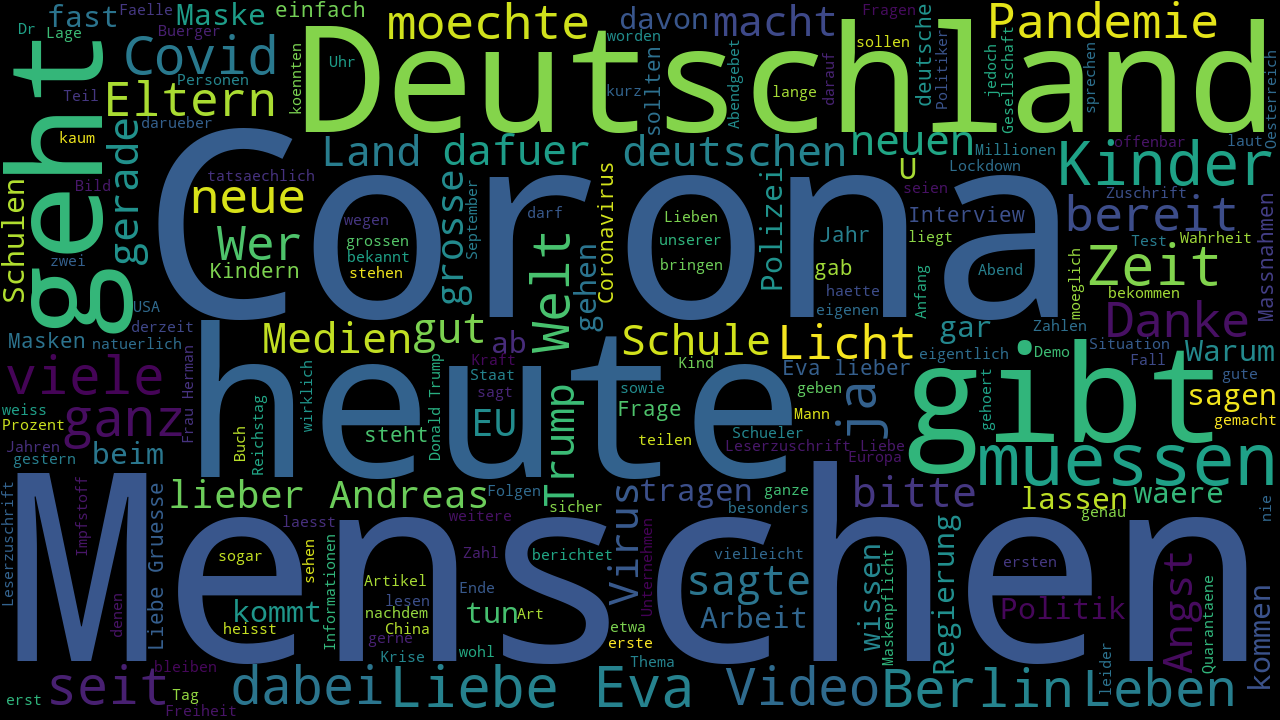 fast
Faelle
Maske
einfach
moechte
davon
macht
Fragen
deutsche
Pandemie
Dr
Lage
Buerger
Covid
Deutschland
worden
sollen
Politiker
jedoch
Gesellschaft
sprechen
geht
Teil
Personen
Eltern
koennten
Uhr
kurz
sollten
Abendgebet
lange
darauf
Oesterreich
kaum
darueber
gerade
Land
dafuer
deutschen
neuen
Millionen
offenbar
laut
Bild
tatsaechlich
Corona
Lockdown
U
Kinder
Schulen
neue
grosse
September
Coronavirus
Polizei
seien
Zuschrift
wegen
darf
Lieben
Interview
bereit
zwei
Wer
grossen
bekannt
stehen
unserer
bringen
Jahr
liegt
Test
Wahrheit
Kindern
Welt
gehen
gab
haette
eigenen
Anfang
Abend
moeglich
Zeit
bekommen
Massnahmen
USA
derzeit
Masken
natuerlich
Medien
gut
ab
Schule
Licht
gar
Zahlen
Danke
Situation
Fall
Warum
heute
Kraft
Staat
sagt
Kind
Eva lieber
eigentlich
Demo
gute
viele
Frau Herman
wirklich
Donald Trump
sowie
geben
gibt
gehoert
sagen
weiss
Prozent
ganz
Buch
Reichstag
steht
EU
Trump
Frage
teilen
Mann
Schueler
ja
gemacht
Jahren
gestern
beim
Leserzuschrift Liebe
Europa
muessen
Menschen
Leserzuschrift
Impfstoff
Liebe Gruesse
lieber Andreas
Folgen
sicher
tragen
ganze
besonders
bitte
lassen
genau
waere
nie
laesst
weitere
Virus
Unternehmen
sogar
sehen
Informationen
Zahl
berichtet
vielleicht
wissen
Maskenpflicht
Regierung
ersten
denen
Artikel
lesen
Ende
sagte
Angst
Quarantaene
kommen
kommt
heisst
nachdem
China
gerne
tun
Art
etwa
erste
Arbeit
Politik
bleiben
Krise
wohl
Thema
leider
erst
seit
Tag
Freiheit
dabei
Liebe
Eva
Video
Berlin
Leben